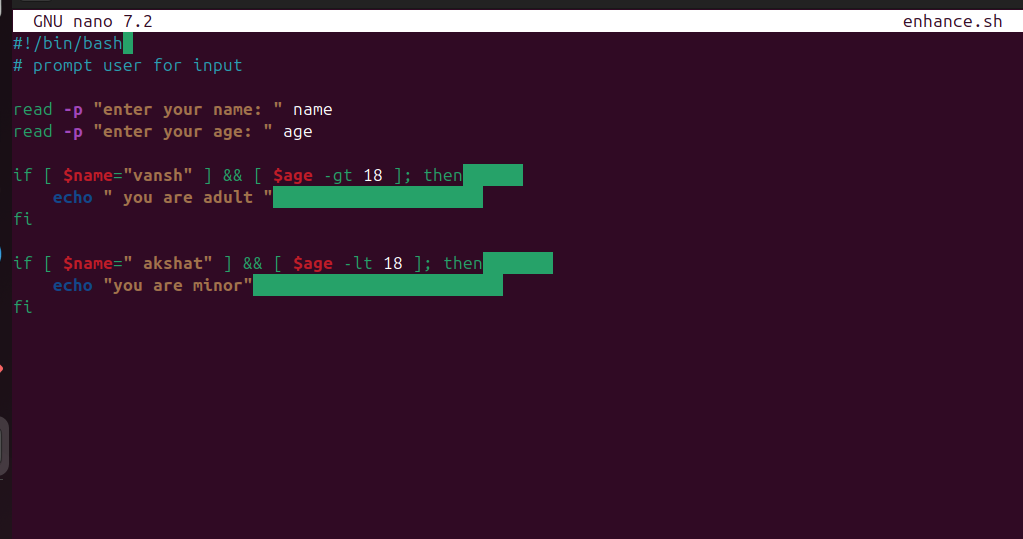 GNU nano 7.2 enhance.sh
#!/bin/bash
# prompt user for input
read -p "enter your name: " name
read -p "enter your age: " age
if [ $name="vansh" ] && [ $age -gt 18 ]; then
echo " you are adult "
fi
if [ $name=" akshat" ] && [ $age -lt 18 ]; then
echo "you are minor"
fi